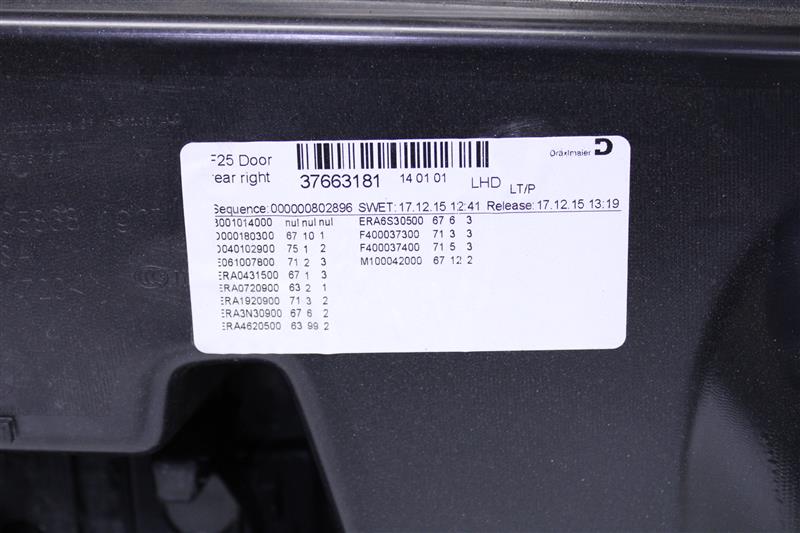 F25 Door
Dräxlmaier
rear right 37663181 14 01 01 LHD LT/P
Sequence: 000000802896 SWET: 17.12.15 12:41 Release: 17.12.15 13:19
3001014000 nul nul nul
D000180300 67 10 1
D040102900 75 1 2
E061007800 71 2 3
ERA0431500 67 1 3
ERA0720900 63 2 1
ERA1920900 71 3 2
ERA3N30900 67 6 2
ERA4620500 63 99 2
ERA6S30500 67 6 3
F400037300 71 3 3
F400037400 71 5 3
M100042000 67 12 2